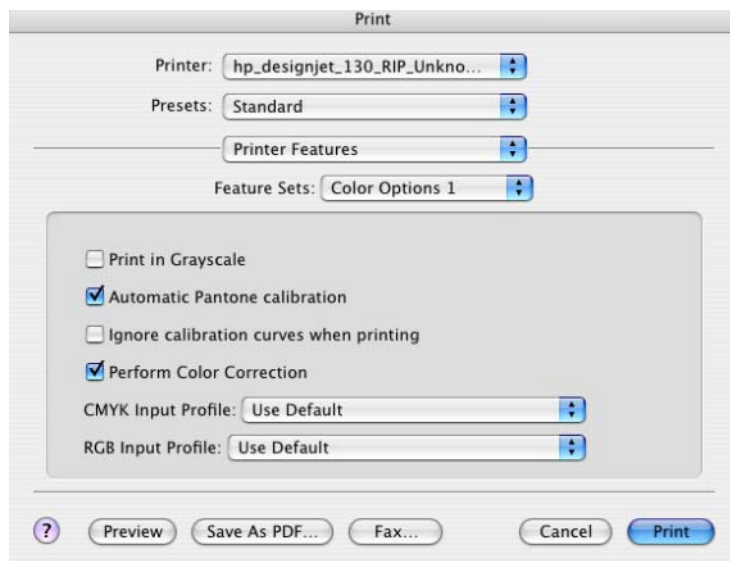 Print
Printer: hp_designjet_130_RIP_Unkno...
Presets: Standard
Printer Features
Feature Sets: Color Options 1
Print in Grayscale
Automatic Pantone calibration
Ignore calibration curves when printing
Perform Color Correction
CMYK Input Profile: Use Default
RGB Input Profile: Use Default
? Preview Save As PDF... Fax... Cancel Print